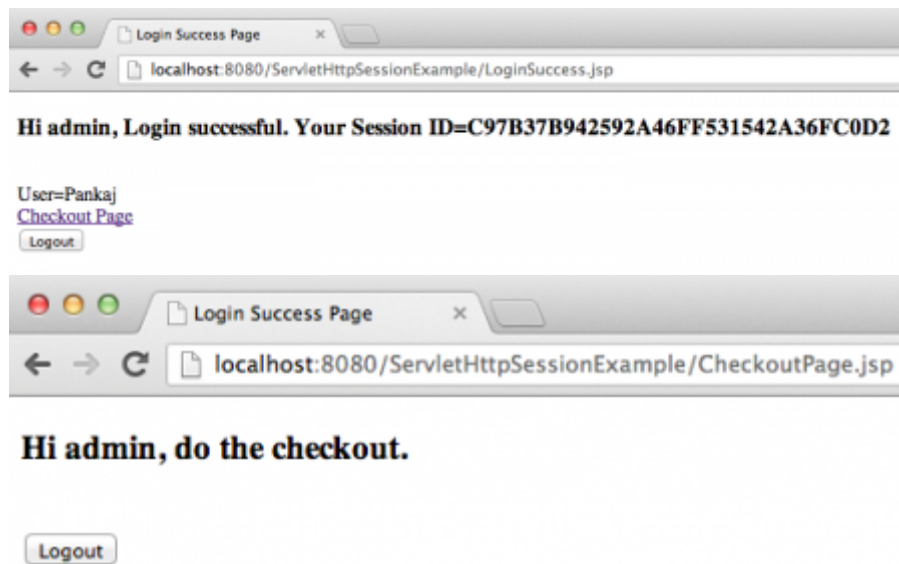 Login Success Page
localhost:8080/ServletHttpSessionExample/LoginSuccess.jsp
Hi admin, Login successful. Your Session ID=C97B37B942592A46FF531542A36FC0D2
User=Pankaj
Checkout Page
Logout
Login Success Page
localhost:8080/ServletHttpSessionExample/CheckoutPage.jsp
Hi admin, do the checkout.
Logout